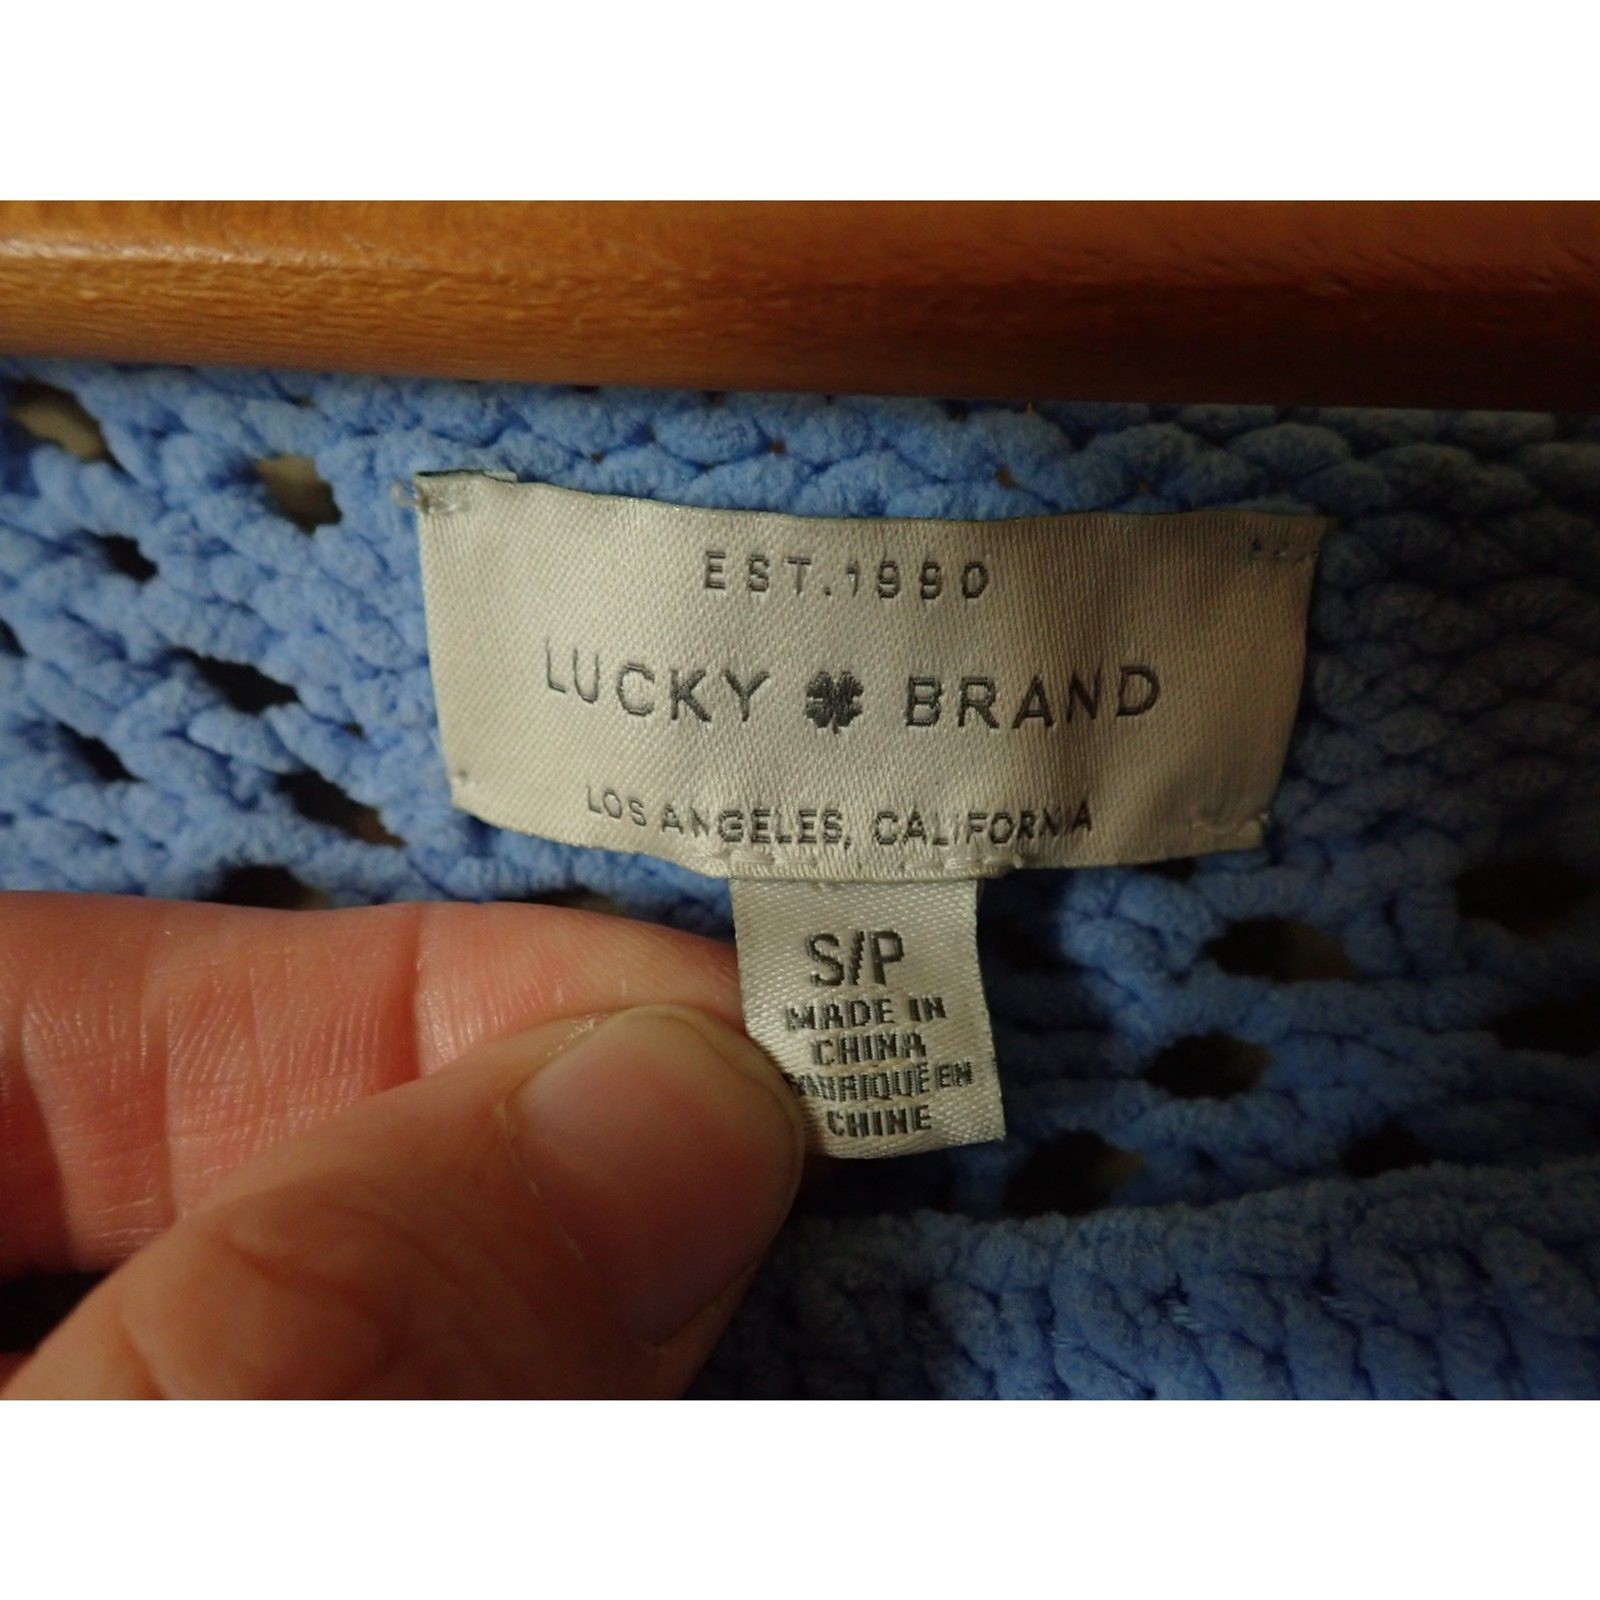 EST.1990
LUCKY BRAND
LOS ANGELES, CALIFORNIA
S/P
MADE IN
CHINA
FABRIQUÉ EN
CHINE